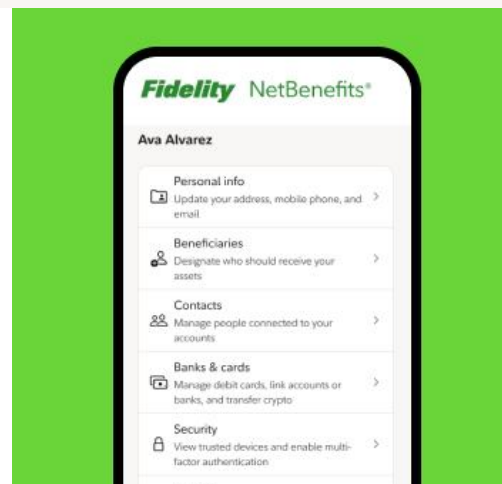 Fidelity NetBenefits®
Ava Alvarez
Personal info
Update your address, mobile phone, and
email
Beneficiaries
Designate who should receive your
assets
Contacts
Manage people connected to your
accounts
Banks & cards
Manage debit cards, link accounts or
banks, and transfer crypto
Security
View trusted devices and enable multi-
factor authentication